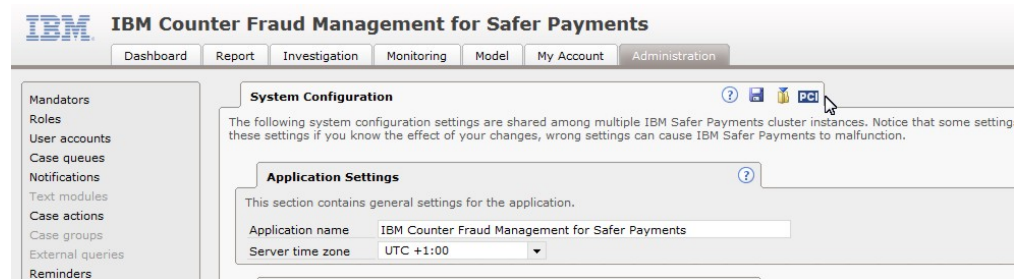 IBM IBM Counter Fraud Management for Safer Payments
Dashboard Report Investigation Monitoring Model My Account Administration
Mandators
Roles
User accounts
Case queues
Notifications
Text modules
Case actions
Case groups
External queries
Reminders
System Configuration ? PCI
The following system configuration settings are shared among multiple IBM Safer Payments cluster instances. Notice that some setting
these settings if you know the effect of your changes, wrong settings can cause IBM Safer Payments to malfunction.
Application Settings ?
This section contains general settings for the application.
Application name IBM Counter Fraud Management for Safer Payments
Server time zone UTC +1:00